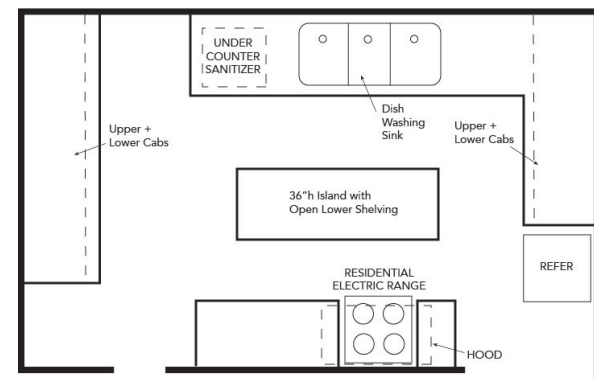 UNDER
COUNTER
SANITIZER
Dish
Washing
Sink
Upper +
Lower Cabs
Upper +
Lower Cabs
36"h Island with
Open Lower Shelving
REFER
RESIDENTIAL
ELECTRIC RANGE
HOOD